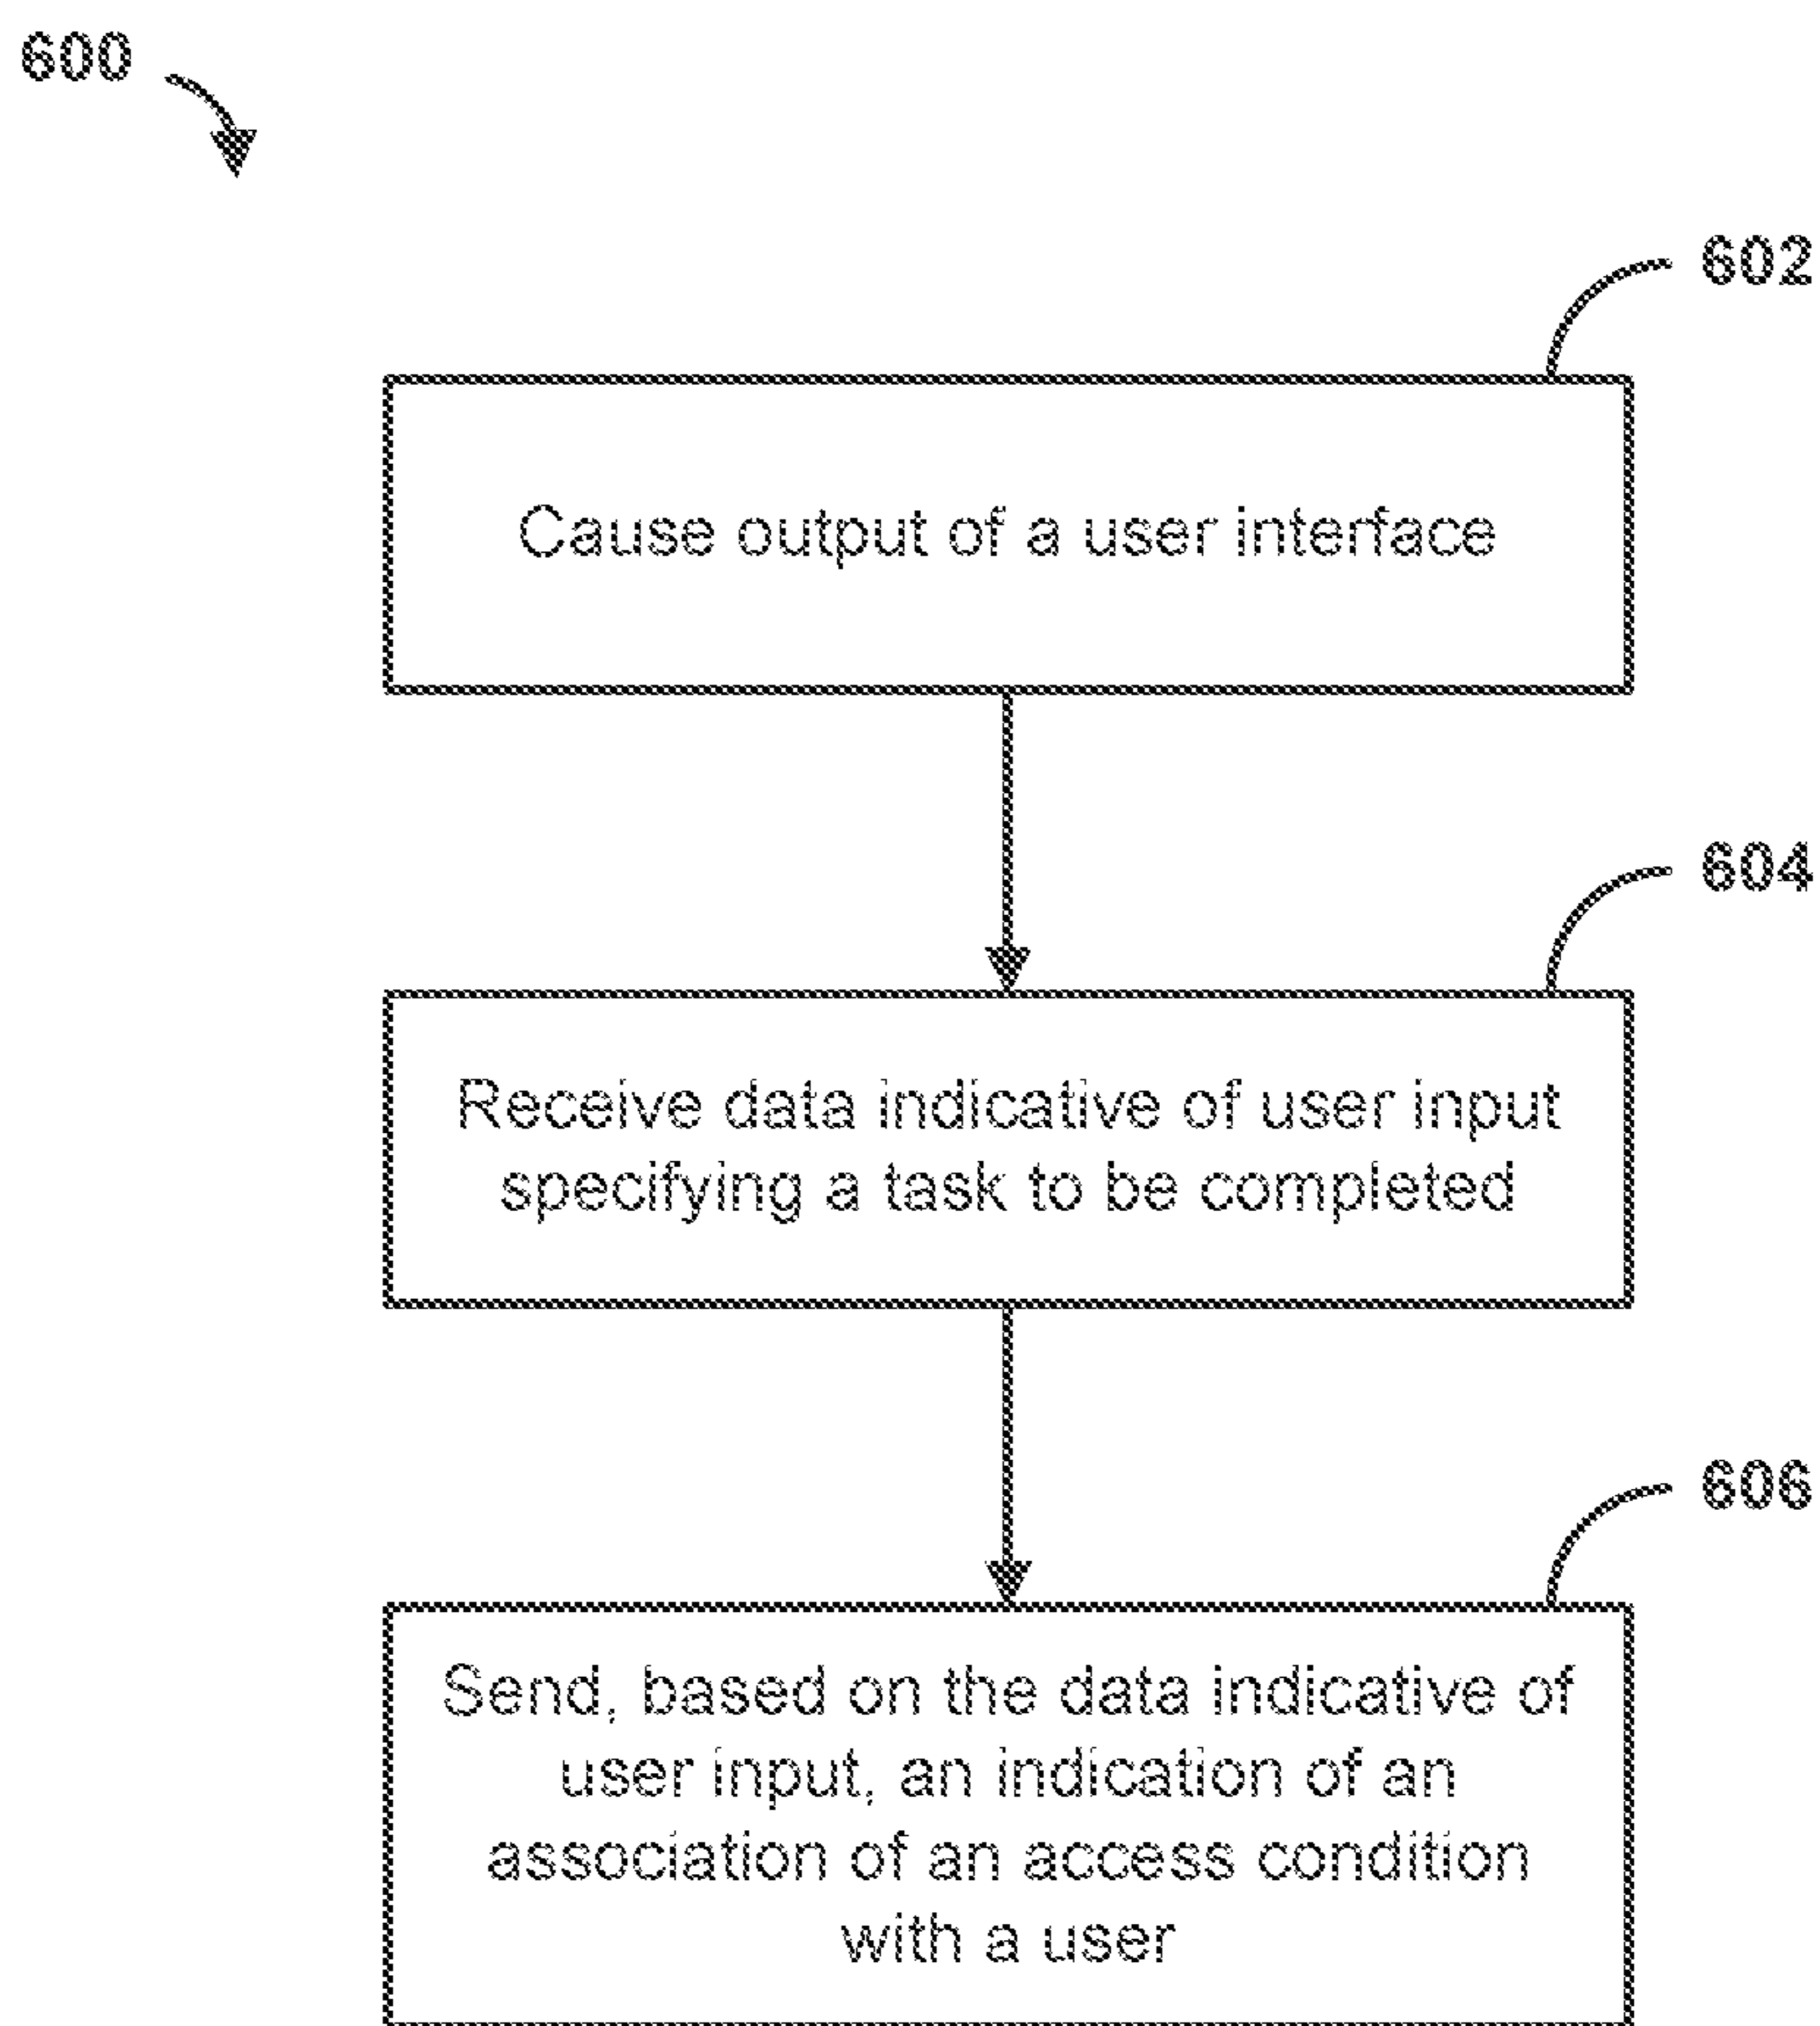 600
602
Cause output of a user interface
604
Receive data indicative of user input
specifying a task to be completed
606
Send, based on the data indicative of
user input, an indication of an
association of an access condition
with a user